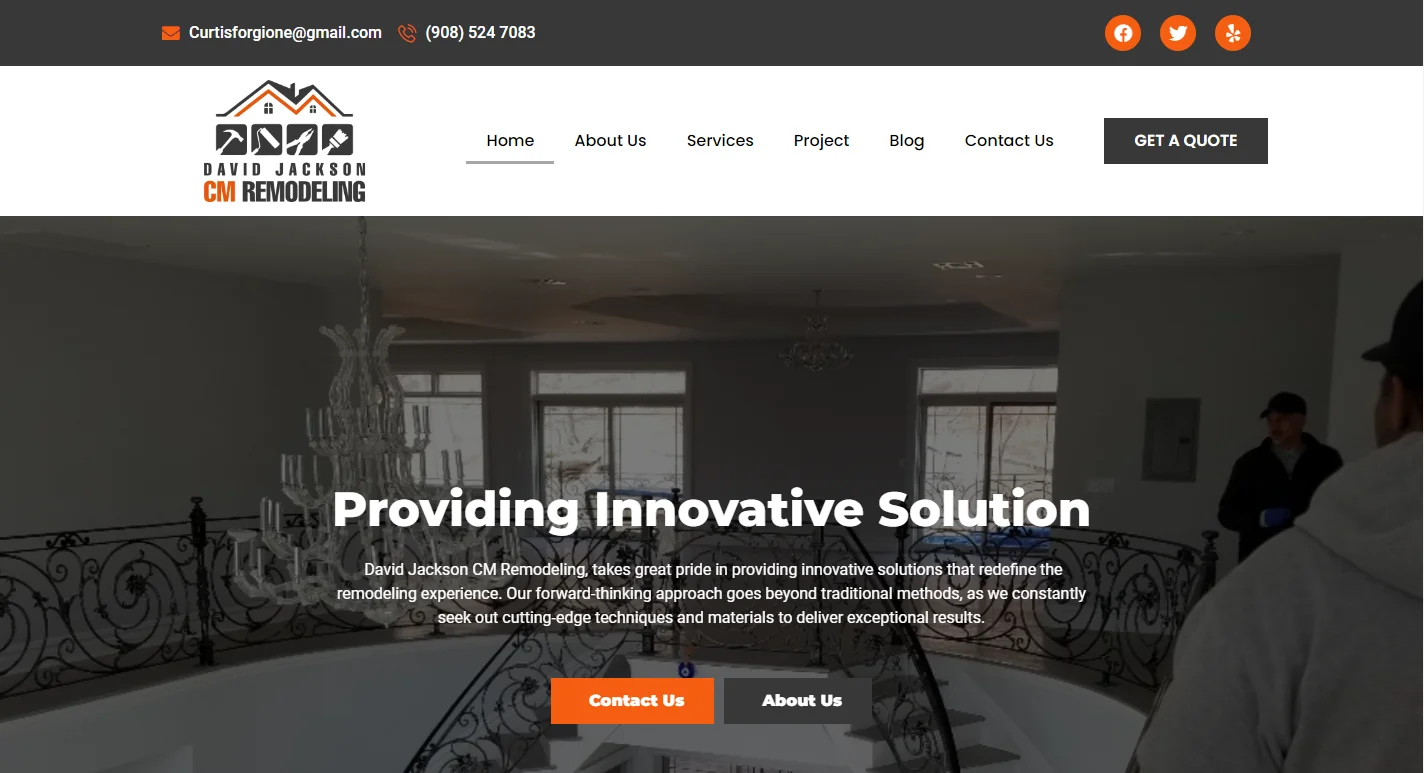 Curtisforgione@gmail.com (908) 524 7083
DAVID JACKSON
CM REMODELING
Home About Us Services Project Blog Contact Us GET A QUOTE
Providing Innovative Solution
David Jackson CM Remodeling, takes great pride in providing innovative solutions that redefine the
remodeling experience. Our forward-thinking approach goes beyond traditional methods, as we constantly
seek out cutting-edge techniques and materials to deliver exceptional results.
Contact Us About Us